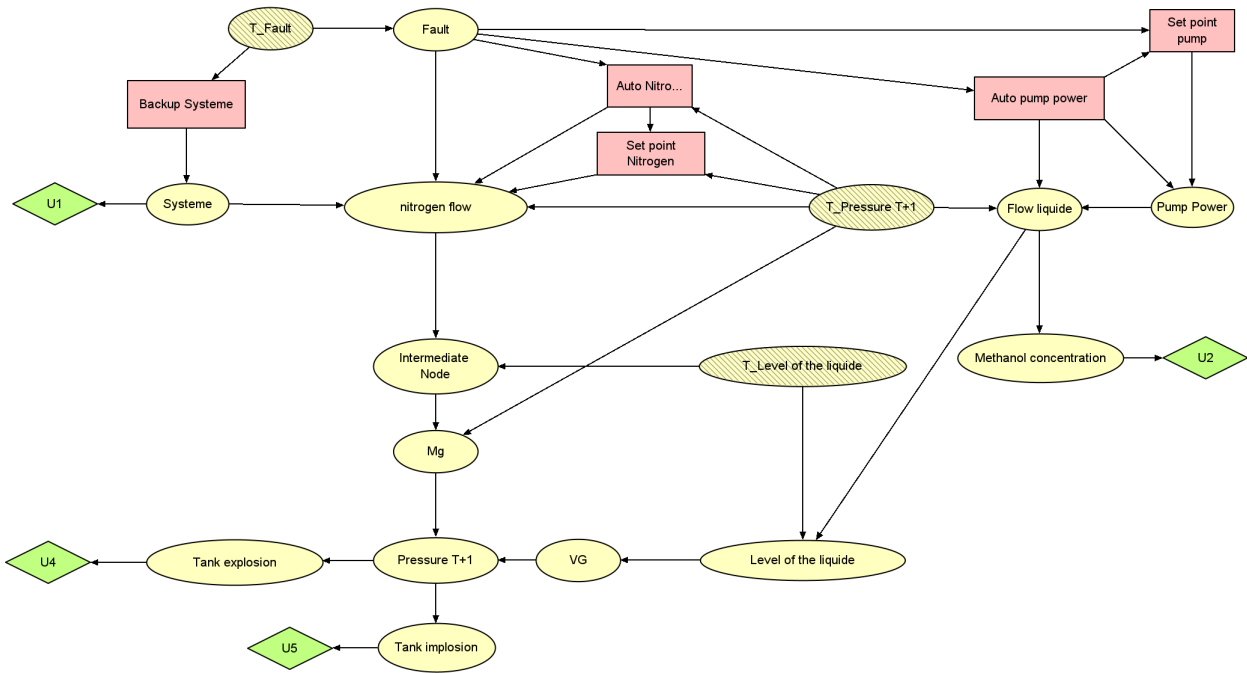 T_Fault
Fault
Set point
pump
Backup Systeme
Auto Nitro...
Auto pump power
Set point
Nitrogen
U1
Systeme
nitrogen flow
T_Pressure T+1
Flow liquide
Pump Power
Intermediate
Node
T_Level of the liquide
Methanol concentration
U2
Mg
U4
Tank explosion
Pressure T+1
VG
Level of the liquide
U5
Tank implosion